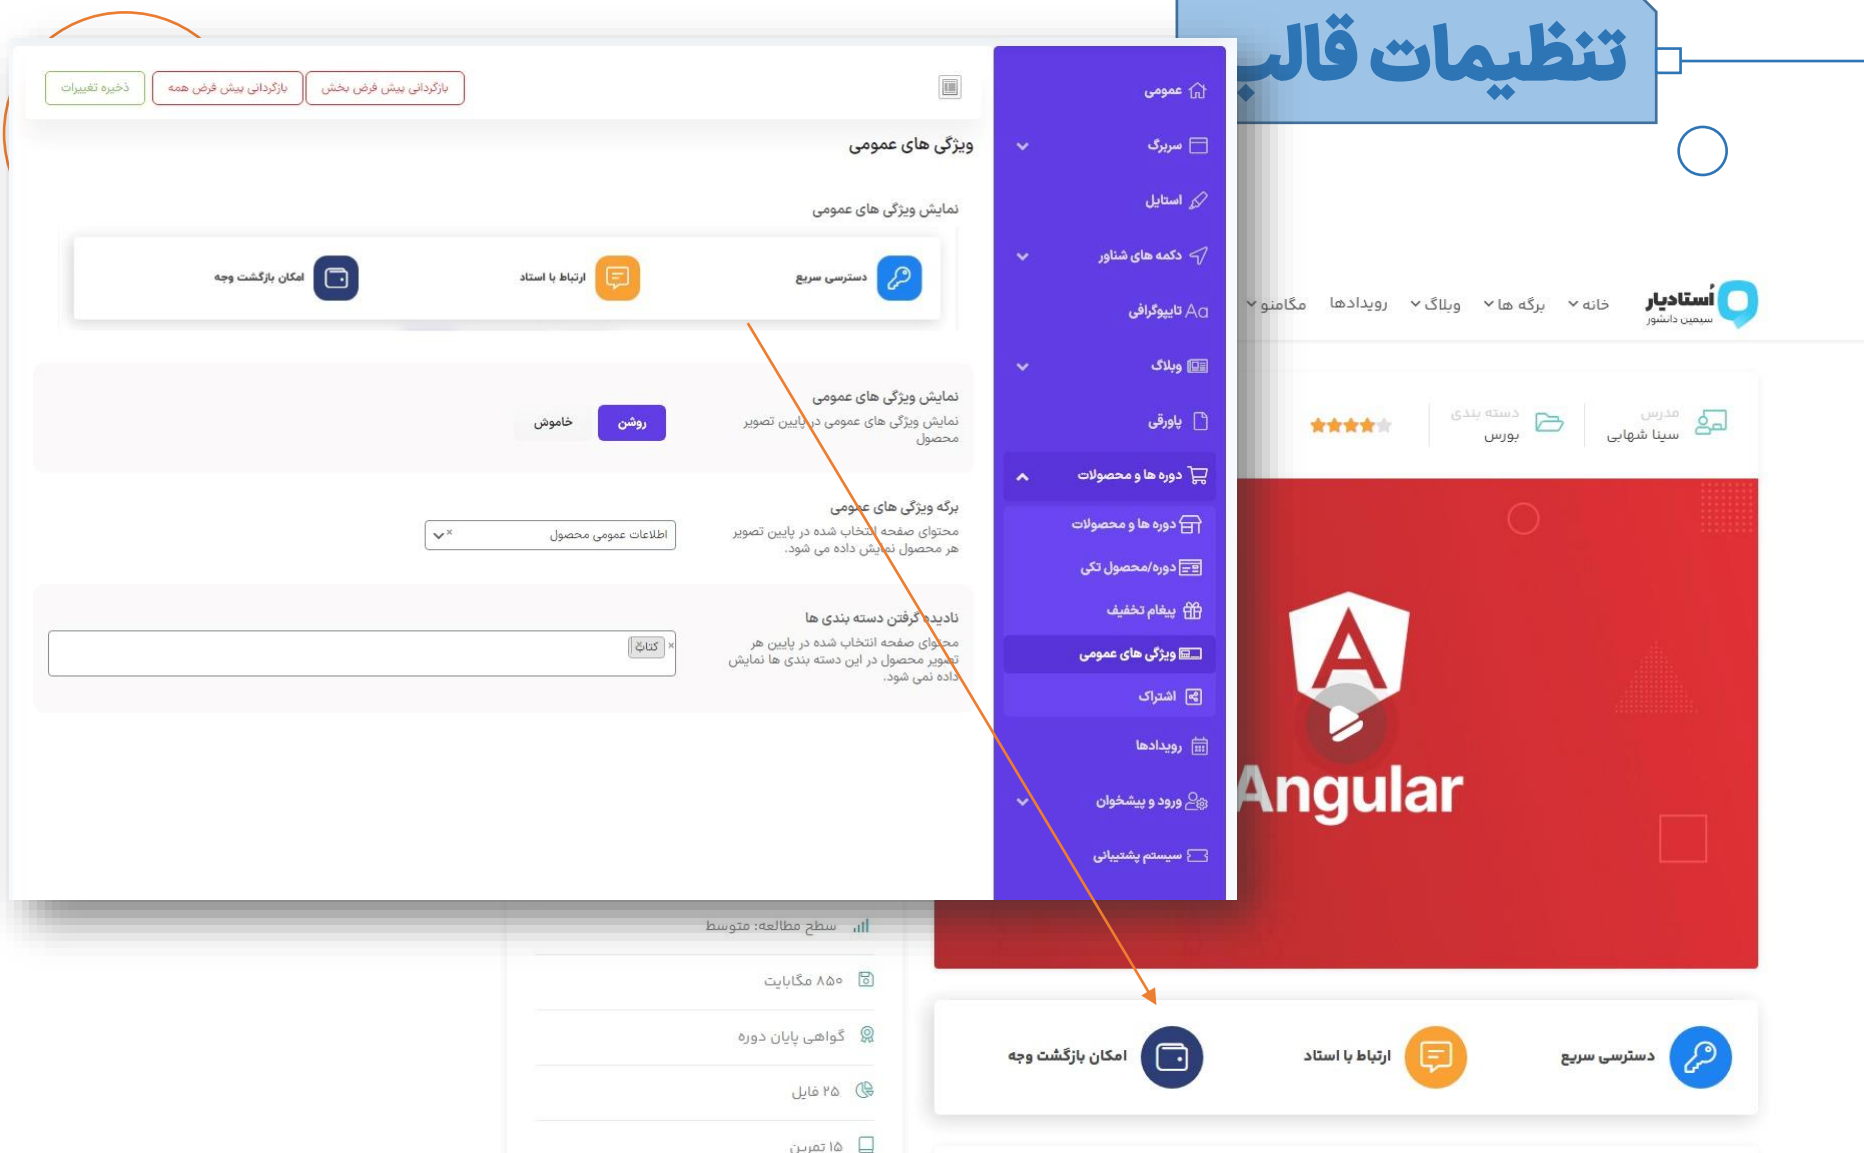 تنظیمات قالب
ذخیره تغییرات
بازگردانی پیش فرض همه
بازگردانی پیش فرض بخش
ویژگی های عمومی
نمایش ویژگی های عمومی
دسترسی سریع
ارتباط با استاد
امکان بازگشت وجه
نمایش ویژگی های عمومی
نمایش ویژگی های عمومی در پایین تصویر
محصول
روشن
خاموش
برگه ویژگی های عمومی
محتوای صفحه انتخاب شده در پایین تصویر
هر محصول نمایش داده می شود.
اطلاعات عمومی محصول
نادیده گرفتن دسته بندی ها
محتوای صفحه انتخاب شده در پایین هر
تصویر محصول در این دسته بندی ها نمایش
داده نمی شود.
کتاب
عمومی
سربرگ
استایل
دکمه های شناور
Aa تایپوگرافی
وبلاگ
پاورقی
دوره ها و محصولات
دوره ها و محصولات
دوره/محصول تکی
پیغام تخفیف
ویژگی های عمومی
اشتراک
رویدادها
ورود و پیشخوان
سیستم پشتیبانی
اُستادیار
سیمین دانشور
خانه
برگه ها
وبلاگ
رویدادها
مگامنو
مدرس
سینا شهابی
دسته بندی
بورس
Angular
دسترسی سریع
ارتباط با استاد
امکان بازگشت وجه
سطح مطالعه: متوسط
۸۵۰ مگابایت
گواهی پایان دوره
۲۵ فایل
۱۵ تمرین